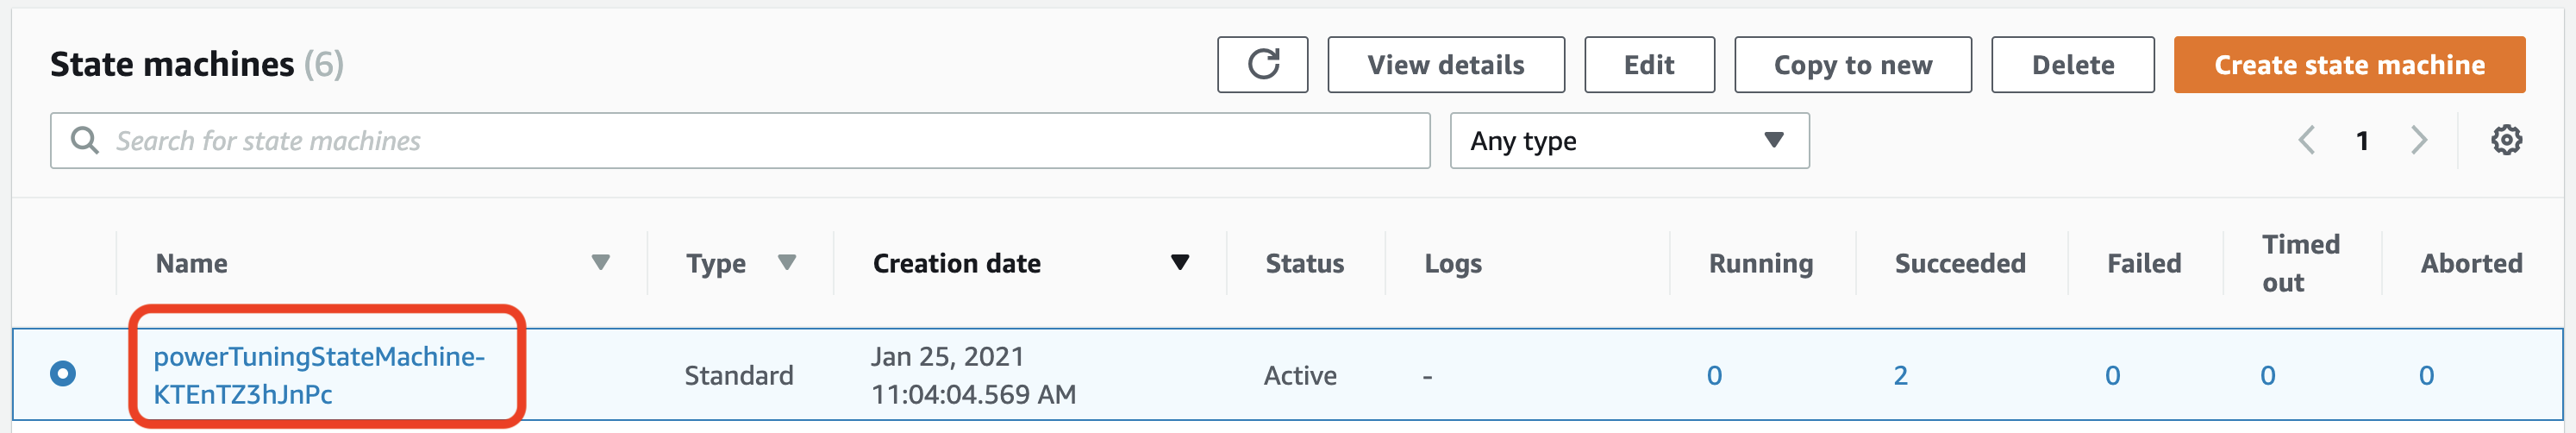 State machines (6)
View details
Edit
Copy to new
Delete
Create state machine
Search for state machines
Any type
1
Name
Type
Creation date
Status
Logs
Running
Succeeded
Failed
Timed
out
Aborted
powerTuningStateMachine-
KTEnTZ3hJnPc
Standard
Jan 25, 2021
11:04:04.569 AM
Active
-
0
2
0
0
0